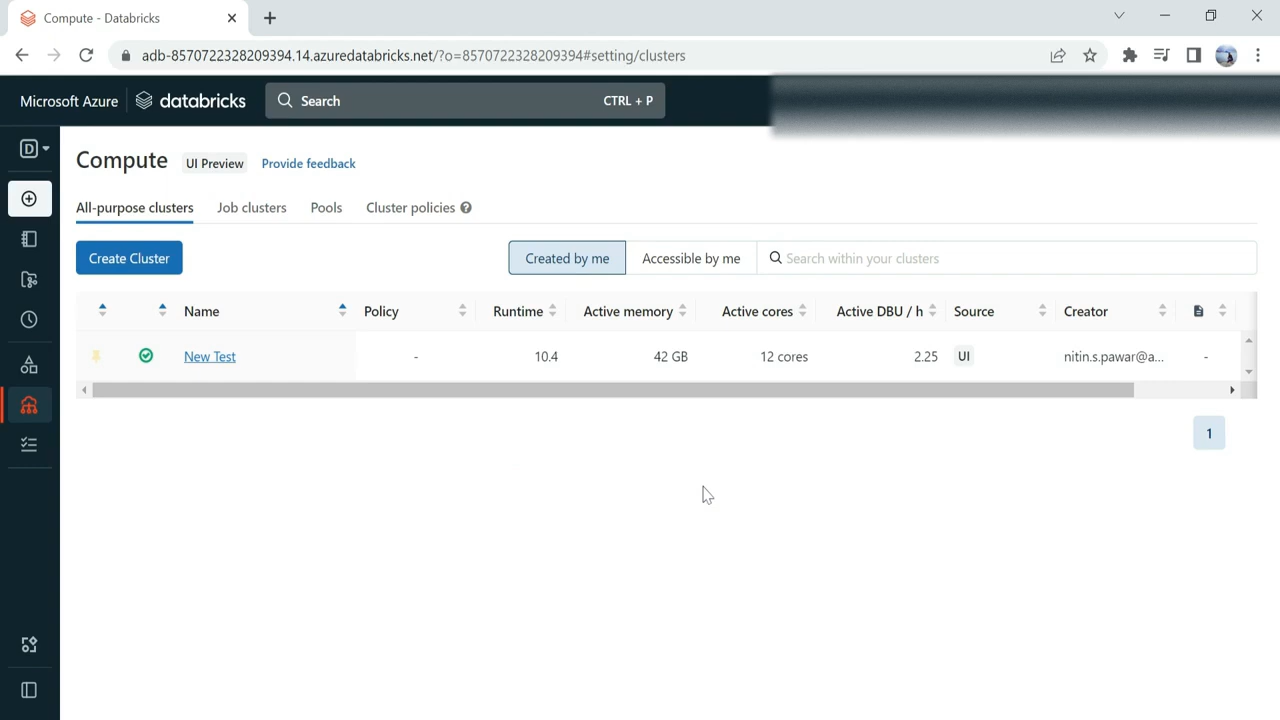 Compute - Databricks
adb-8570722328209394.14.azuredatabricks.net/?o=8570722328209394#setting/clusters
Microsoft Azure databricks Search CTRL + P
D
Compute UI Preview Provide feedback
All-purpose clusters Job clusters Pools Cluster policies ?
Create Cluster Created by me Accessible by me Search within your clusters
Name Policy Runtime Active memory Active cores Active DBU / h Source Creator
New Test - 10.4 42 GB 12 cores 2.25 UI nitin.s.pawar@a... -
1